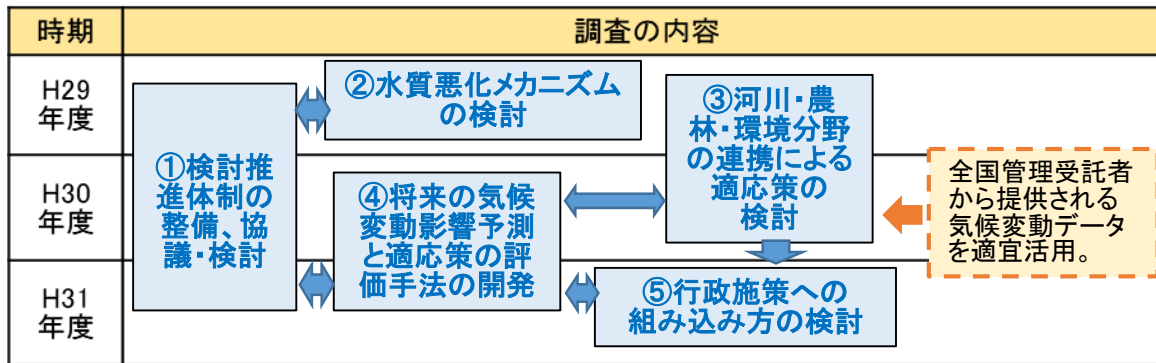 時期
調査の内容
H29
年度
H30
年度
H31
年度
①検討推
進体制の
整備、協
議・検討
②水質悪化メカニズム
の検討
③河川・農
林・環境分野
の連携による
適応策の
検討
④将来の気候
変動影響予測
と適応策の評
価手法の開発
⑤行政施策への
組み込み方の検討
全国管理受託者
から提供される
気候変動データ
を適宜活用。